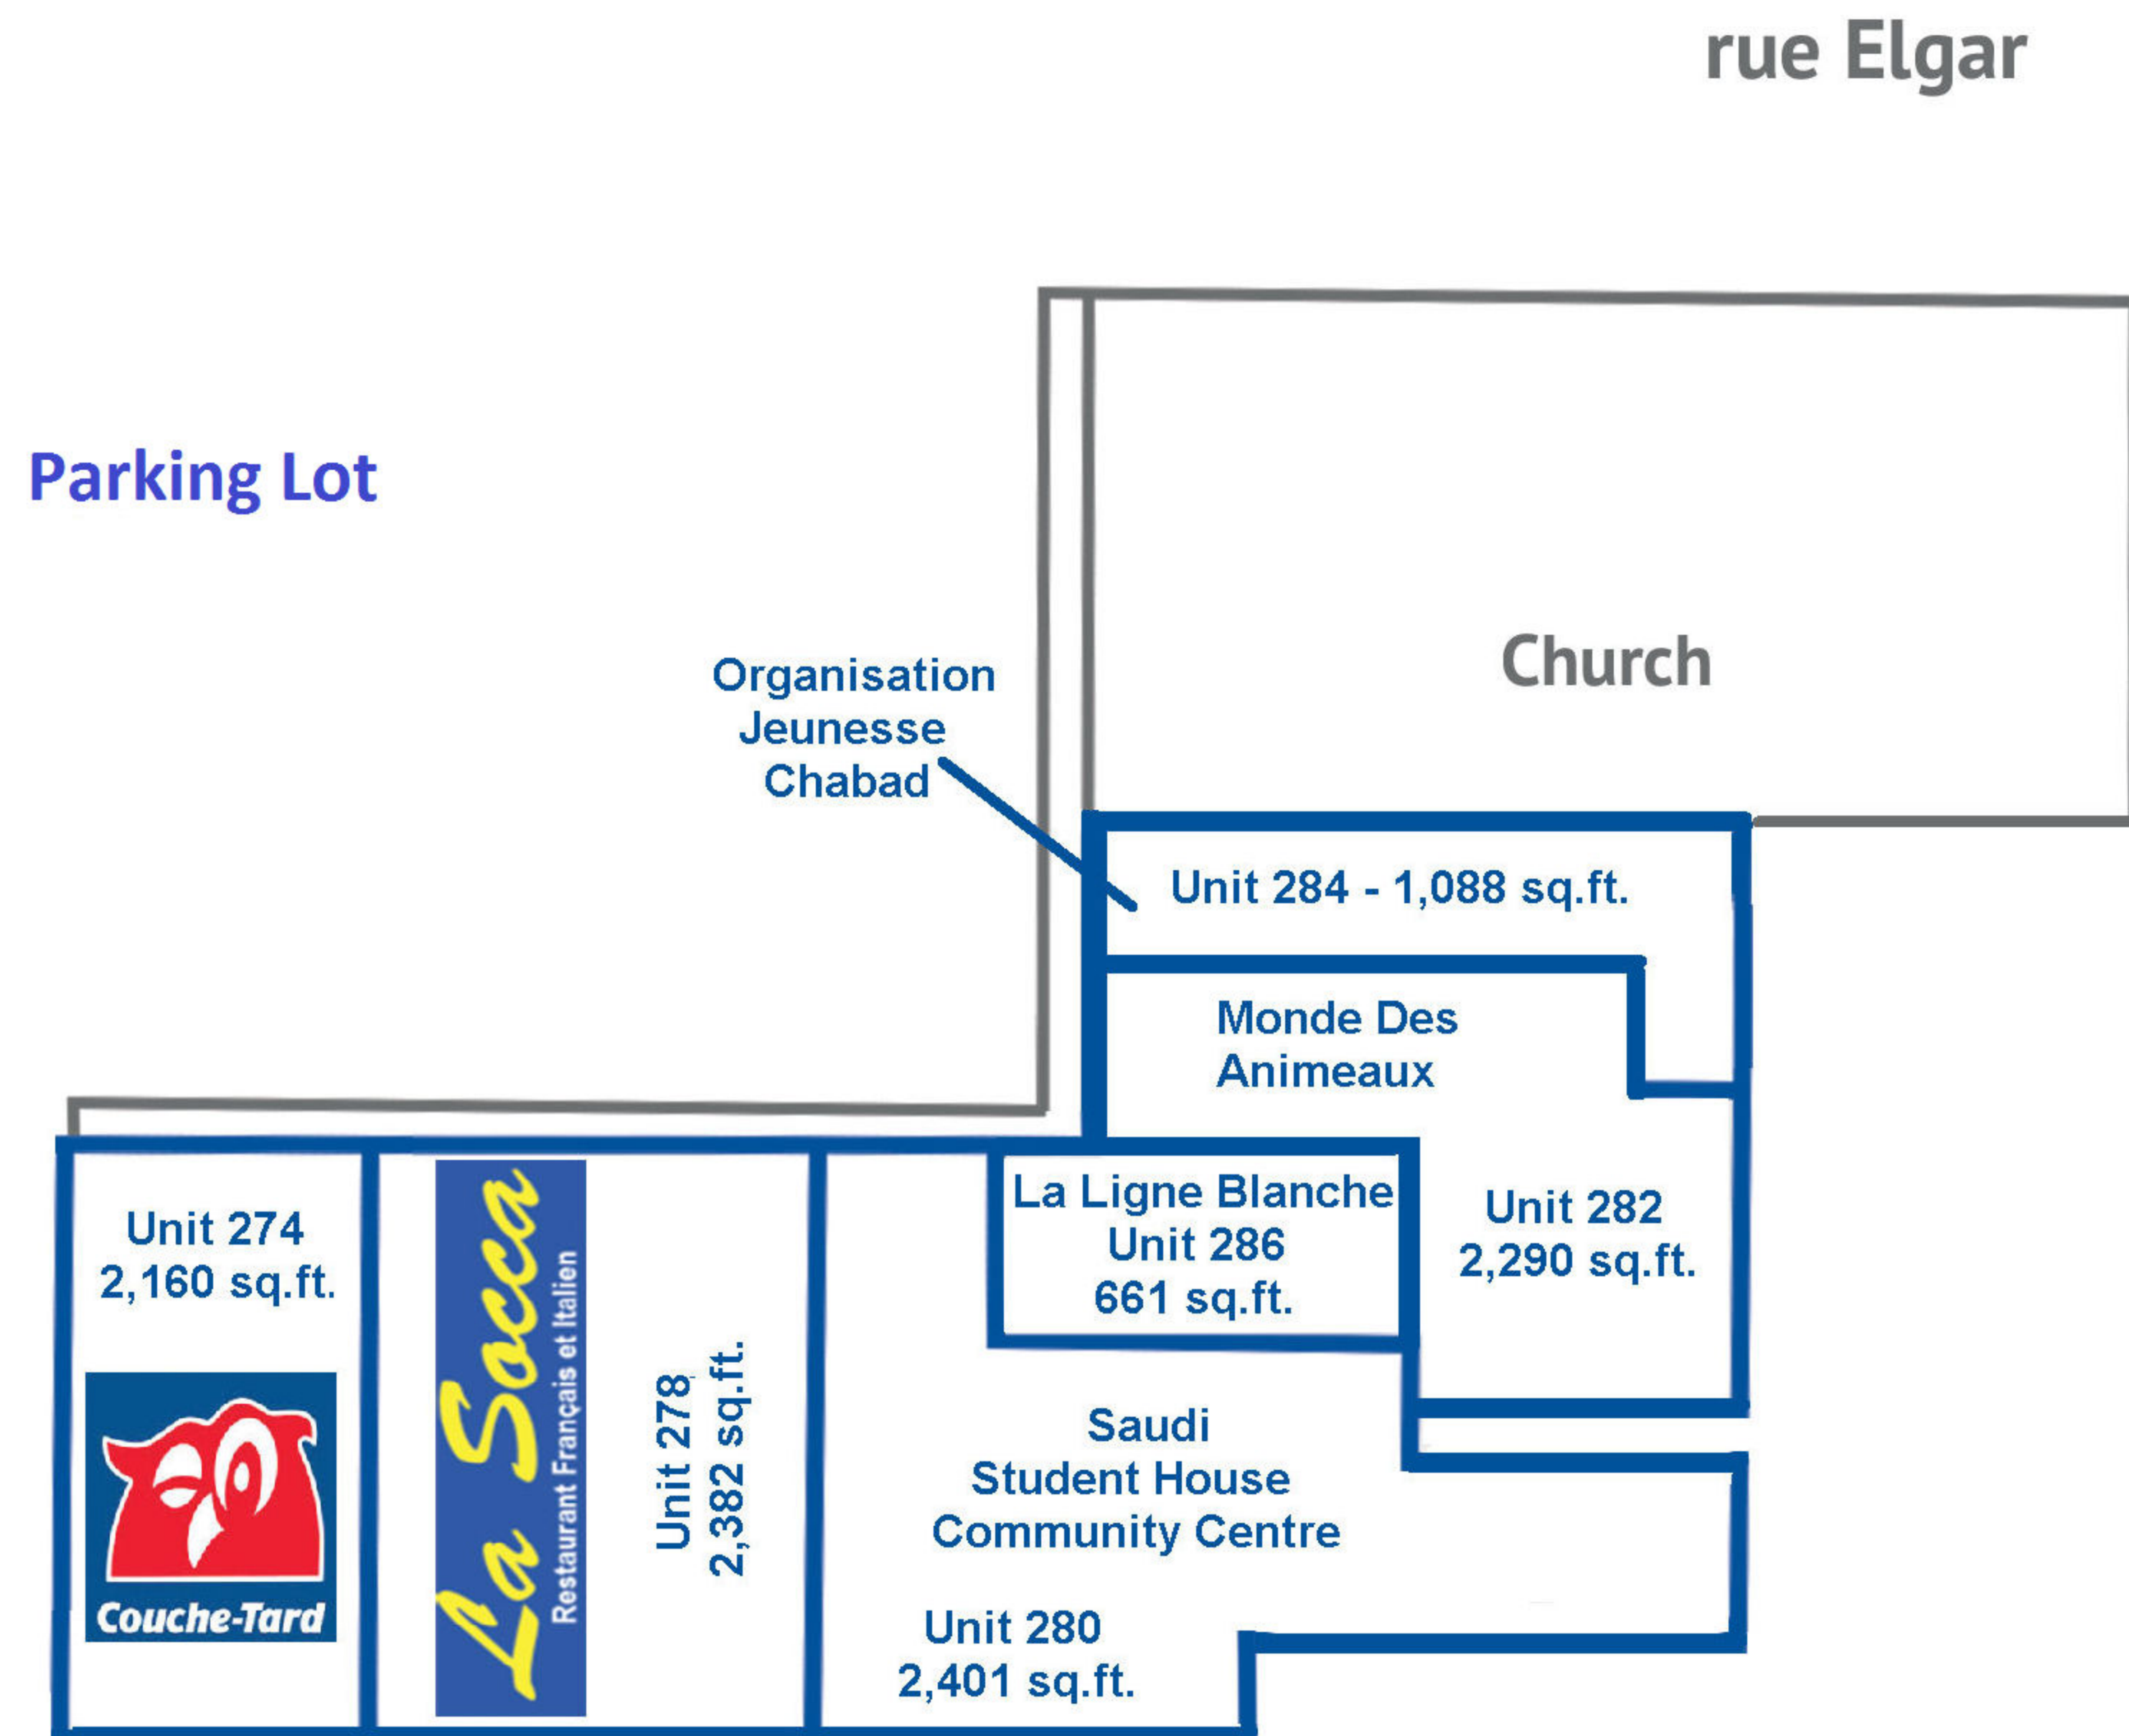 rue Elgar
Parking Lot
Church
Organisation
Jeunesse
Chabad
Unit 284 - 1,088 sq.ft.
Monde Des
Animeaux
Unit 274
2,160 sq.ft.
Couche-Tard
La Socca
Restaurant Français et Italien
Unit 278
2,382 sq.ft.
La Ligne Blanche
Unit 286
661 sq.ft.
Unit 282
2,290 sq.ft.
Saudi
Student House
Community Centre
Unit 280
2,401 sq.ft.